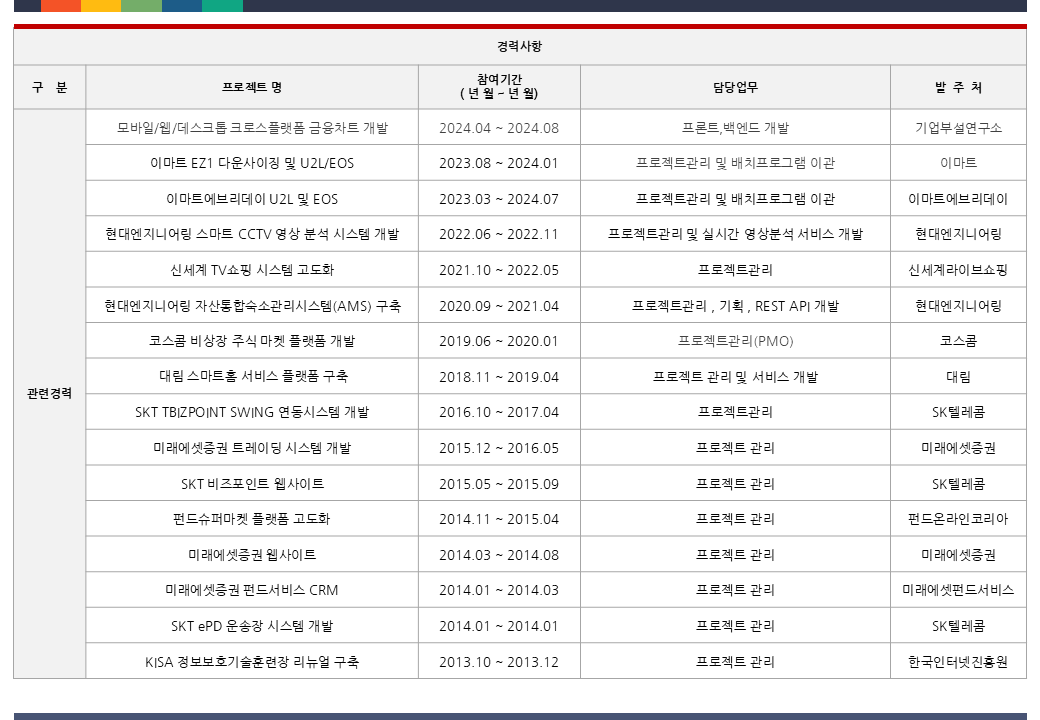 경력사항
구 분 프로젝트 명 참여기간 담당업무 발 주 처
( 년 월 ~ 년 월)
관련경력
모바일/웹/데스크톱 크로스플랫폼 금융차트 개발 2024.04 ~ 2024.08 프론트,백엔드 개발 기업부설연구소
이마트 EZ1 다운사이징 및 U2L/EOS 2023.08 ~ 2024.01 프로젝트관리 및 배치프로그램 이관 이마트
이마트에브리데이 U2L 및 EOS 2023.03 ~ 2024.07 프로젝트관리 및 배치프로그램 이관 이마트에브리데이
현대엔지니어링 스마트 CCTV 영상 분석 시스템 개발 2022.06 ~ 2022.11 프로젝트관리 및 실시간 영상분석 서비스 개발 현대엔지니어링
신세계 TV쇼핑 시스템 고도화 2021.10 ~ 2022.05 프로젝트관리 신세계라이브쇼핑
현대엔지니어링 자산통합숙소관리시스템(AMS) 구축 2020.09 ~ 2021.04 프로젝트관리 , 기획 , REST API 개발 현대엔지니어링
코스콤 비상장 주식 마켓 플랫폼 개발 2019.06 ~ 2020.01 프로젝트관리(PMO) 코스콤
대림 스마트홈 서비스 플랫폼 구축 2018.11 ~ 2019.04 프로젝트 관리 및 서비스 개발 대림
SKT TBIZPOINT SWING 연동시스템 개발 2016.10 ~ 2017.04 프로젝트관리 SK텔레콤
미래에셋증권 트레이딩 시스템 개발 2015.12 ~ 2016.05 프로젝트 관리 미래에셋증권
SKT 비즈포인트 웹사이트 2015.05 ~ 2015.09 프로젝트 관리 SK텔레콤
펀드슈퍼마켓 플랫폼 고도화 2014.11 ~ 2015.04 프로젝트 관리 펀드온라인코리아
미래에셋증권 웹사이트 2014.03 ~ 2014.08 프로젝트 관리 미래에셋증권
미래에셋증권 펀드서비스 CRM 2014.01 ~ 2014.03 프로젝트 관리 미래에셋펀드서비스
SKT ePD 운송장 시스템 개발 2014.01 ~ 2014.01 프로젝트 관리 SK텔레콤
KISA 정보보호기술훈련장 리뉴얼 구축 2013.10 ~ 2013.12 프로젝트 관리 한국인터넷진흥원